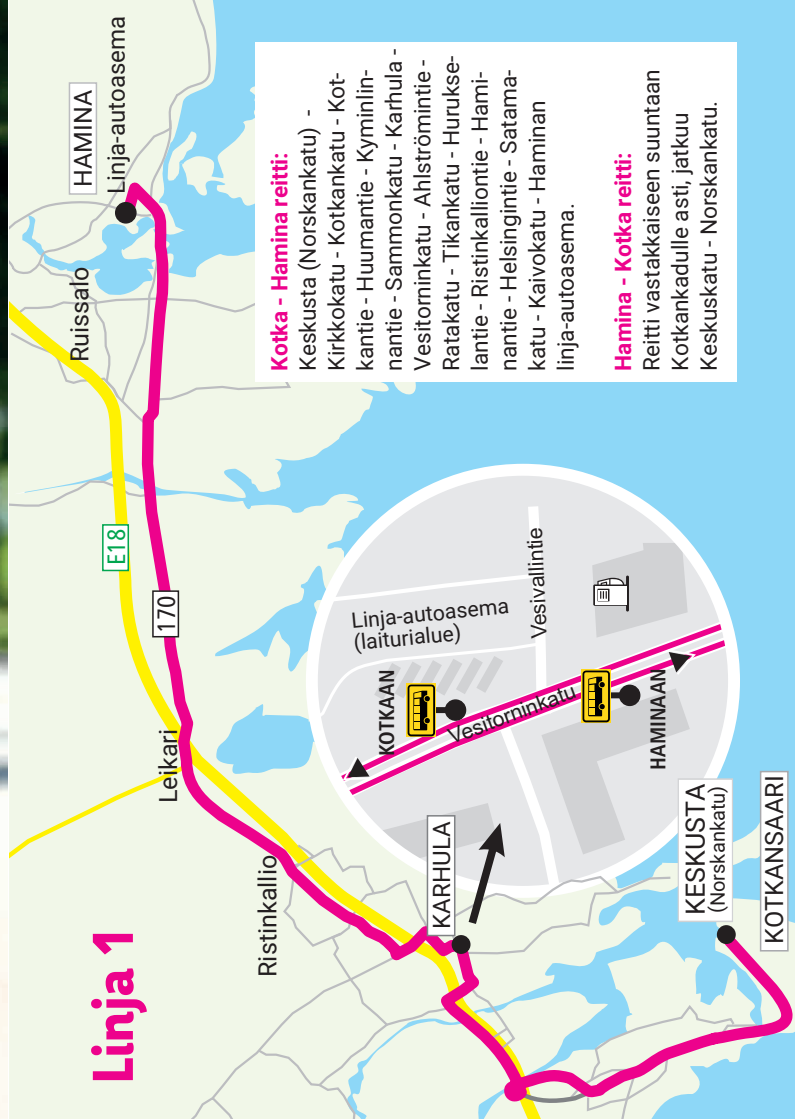 Linja 1
HAMINA
Linja-autoasema
Ruissalo
E18
170
Leikari
Ristinkallio
KARHULA
KESKUSTA
(Norskankatu)
KOTKANSAARI
Linja-autoasema
(laiturialue)
Vesivallintie
KOTKAAN
Vesitorninkatu
HAMINAAN
Kotka - Hamina reitti:
Keskusta (Norskankatu) -
Kirkkokatu - Kotkankatu - Kot-
kantie - Huumantie - Kyminlin-
nantie - Sammonkatu - Karhula -
Vesitorninkatu - Ahlströmintie -
Ratakatu - Tikankatu - Hurukse-
lantie - Ristinkalliontie - Hami-
nantie - Helsingintie - Satama-
katu - Kaivokatu - Haminan
linja-autoasema.
Hamina - Kotka reitti:
Reitti vastakkaiseen suuntaan
Kotkankadulle asti, jatkuu
Keskuskatu - Norskankatu.